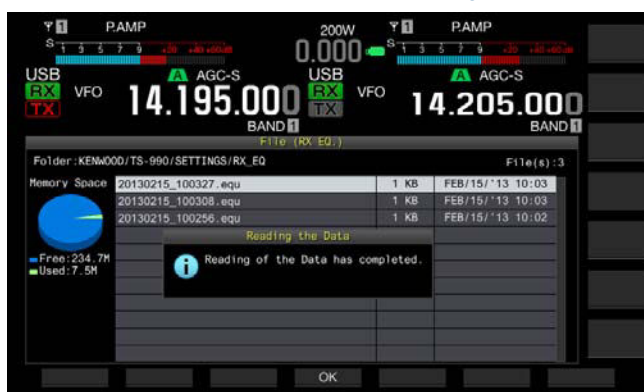 1 P.AMP 200W 1 P.AMP
S 1 3 5 7 9 +20 +40 +60dB 0.000 S 1 3 5 7 9 +20 +40 +60dB
USB A AGC-S USB A AGC-S
RX VFO 14.195.000 RX VFO 14.205.000
TX TX
BAND 1 BAND 1
File (RX EQ.)
Folder:KENWOOD/TS-990/SETTINGS/RX_EQ File(s):3
Memory Space 20130215_100327.equ 1 KB FEB/15/'13 10:03
20130215_100308.equ 1 KB FEB/15/'13 10:03
20130215_100256.equ 1 KB FEB/15/'13 10:02
Reading the Data
Reading of the Data has completed.
Free:234.7M
Used:7.5M
OK